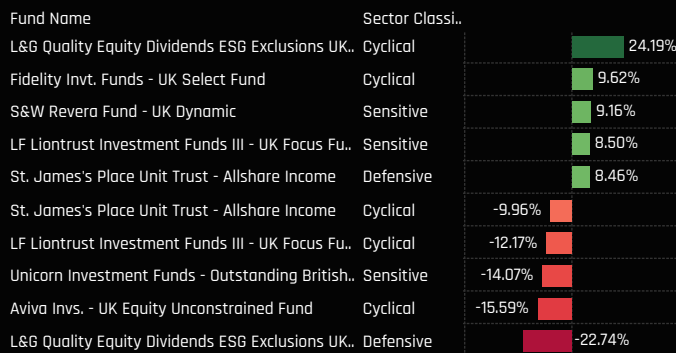 Fund Name Sector Classi..
L&G Quality Equity Dividends ESG Exclusions UK.. Cyclical 24.19%
Fidelity Invt. Funds - UK Select Fund Cyclical 9.62%
S&W Revera Fund - UK Dynamic Sensitive 9.16%
LF Liontrust Investment Funds III - UK Focus Fu.. Sensitive 8.50%
St. James's Place Unit Trust - Allshare Income Defensive 8.46%
St. James's Place Unit Trust - Allshare Income Cyclical -9.96%
LF Liontrust Investment Funds III - UK Focus Fu.. Cyclical -12.17%
Unicorn Investment Funds - Outstanding British.. Sensitive -14.07%
Aviva Invs. - UK Equity Unconstrained Fund Cyclical -15.59%
L&G Quality Equity Dividends ESG Exclusions UK.. Defensive -22.74%